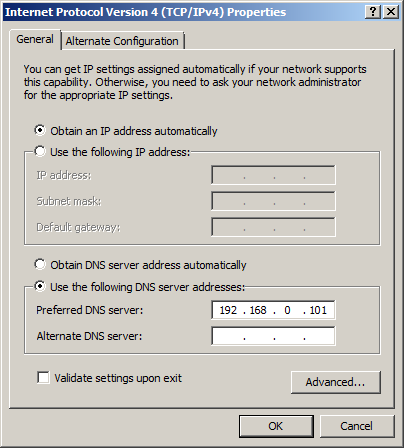 Internet Protocol Version 4 (TCP/IPv4) Properties
General
Alternate Configuration
You can get IP settings assigned automatically if your network supports
this capability. Otherwise, you need to ask your network administrator
for the appropriate IP settings.
Obtain an IP address automatically
Use the following IP address:
IP address:
Subnet mask:
Default gateway:
Obtain DNS server address automatically
Use the following DNS server addresses:
Preferred DNS server: 192 . 168 . 0 . 101
Alternate DNS server: . . .
Validate settings upon exit
Advanced...
OK Cancel